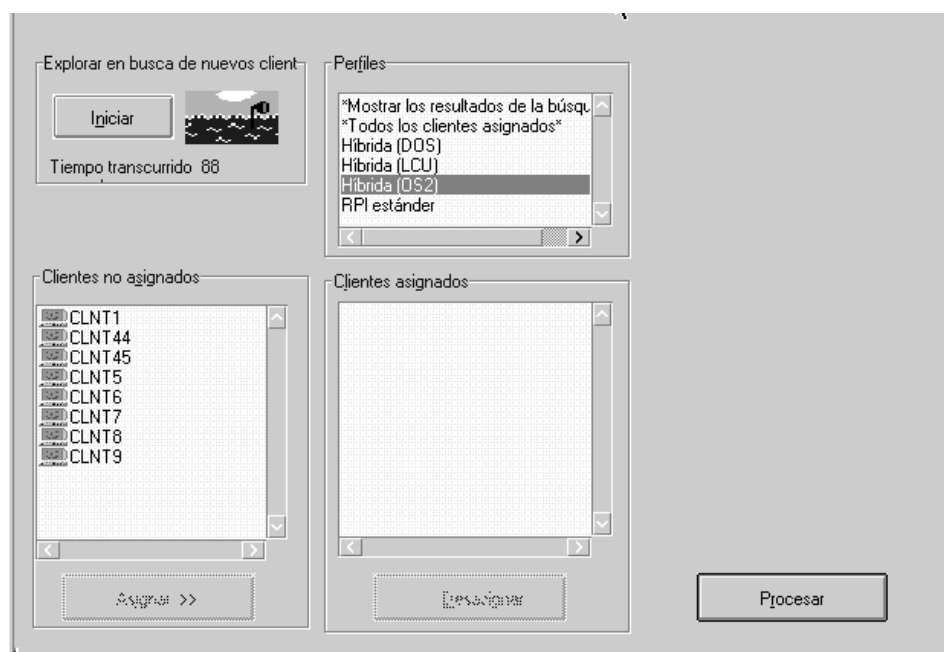 Explorar en busca de nuevos client
Iniciar
Tiempo transcurrido 88
Perfiles
*Mostrar los resultados de la búsqu
*Todos los clientes asignados*
Híbrida (DOS)
Híbrida (LCU)
Híbrida (OS2)
RPI estánder
Clientes no asignados
CLNT1
CLNT44
CLNT45
CLNT5
CLNT6
CLNT7
CLNT8
CLNT9
Asignar >>
Clientes asignados
Desasignar
Procesar